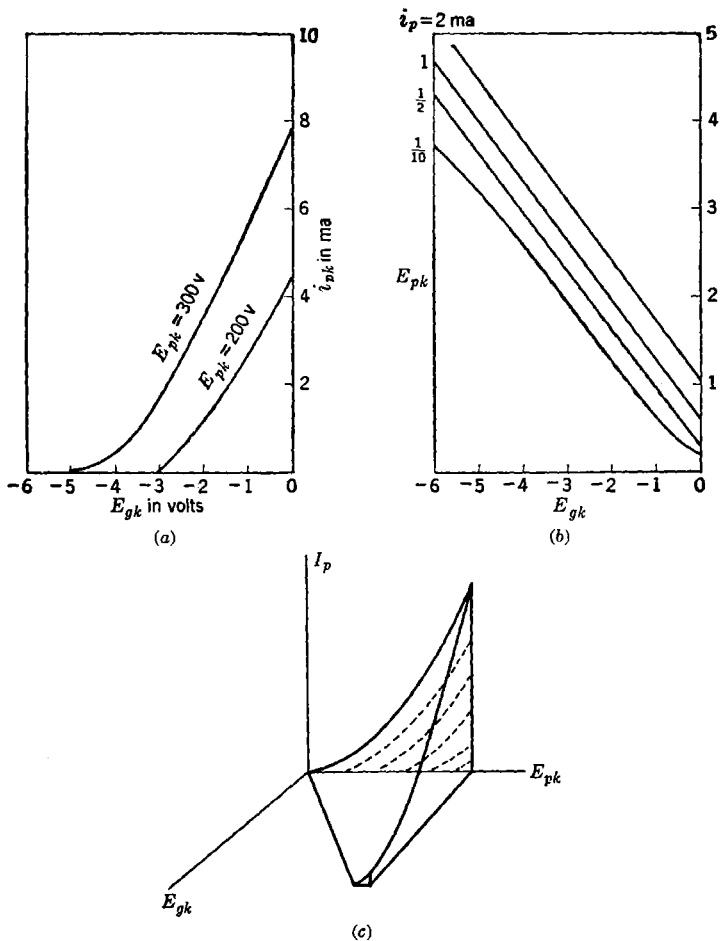 10
8
6
4
2
i_pk in ma
E_pk = 300 v
E_pk = 200 v
-6 -5 -4 -3 -2 -1 0
E_gk in volts
(a)
i_p = 2 ma
1
1/2
1/10
E_pk
5
4
3
2
1
-6 -5 -4 -3 -2 -1 0
E_gk
(b)
I_p
E_pk
E_gk
(c)